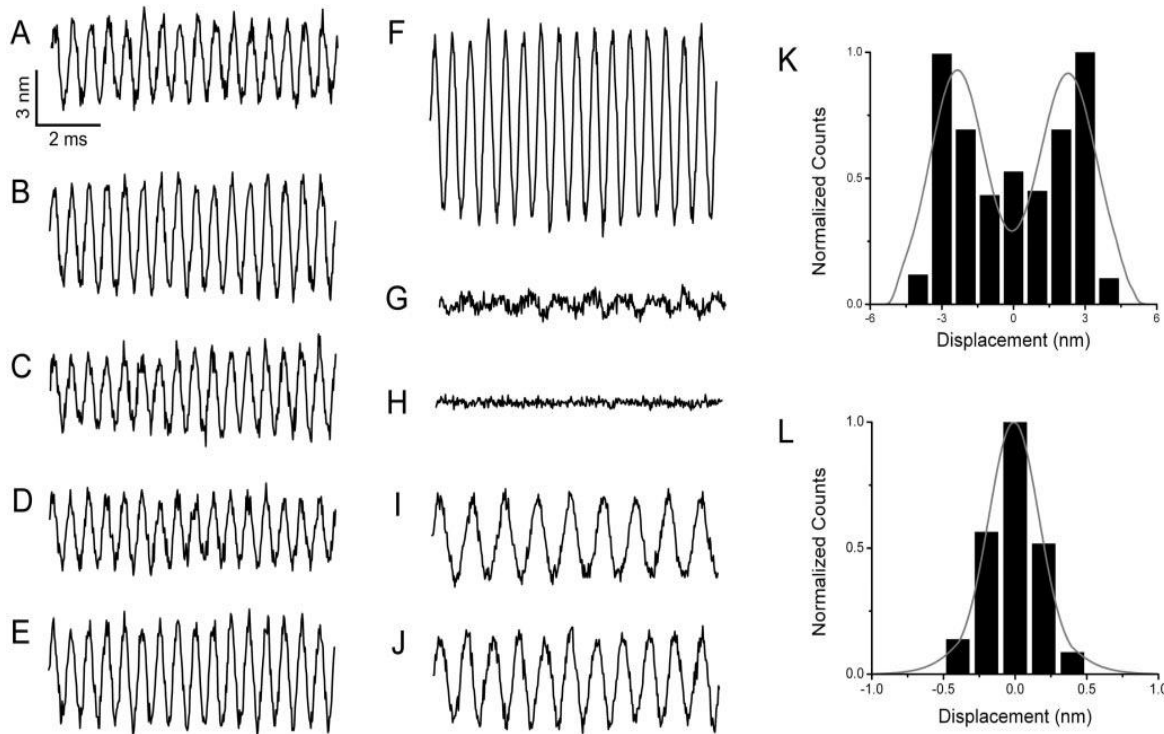 A
3 nm
2 ms
B
C
D
E
F
G
H
I
J
K
Normalized Counts
1.0
0.5
0.0
-6
-3
0
3
6
Displacement (nm)
L
Normalized Counts
1.0
0.5
0.0
-1.0
-0.5
0.0
0.5
1.0
Displacement (nm)